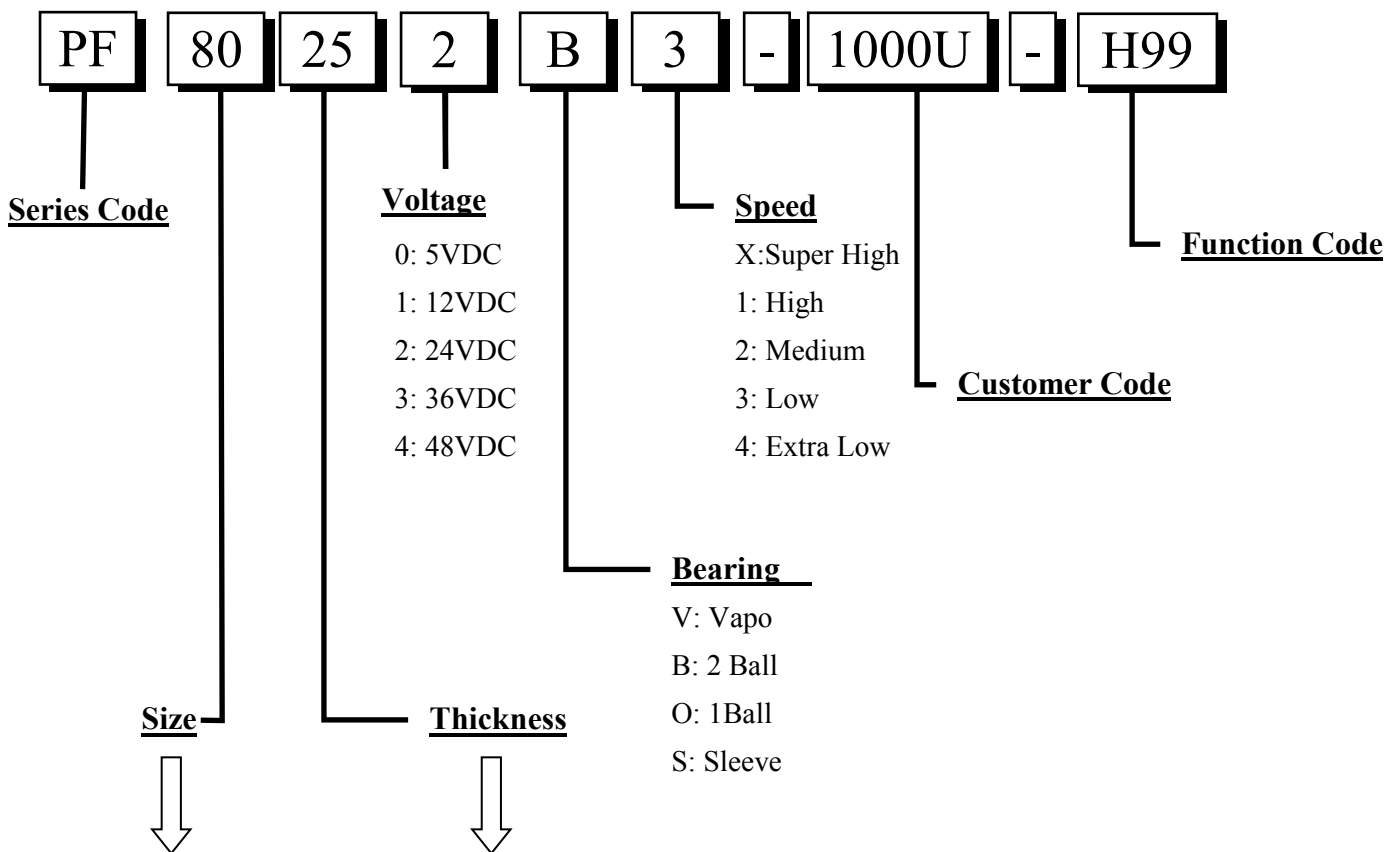 PF 80 25 2 B 3 - 1000U - H99
Series Code
Voltage
0: 5VDC
1: 12VDC
2: 24VDC
3: 36VDC
4: 48VDC
Speed
X:Super High
1: High
2: Medium
3: Low
4: Extra Low
Function Code
Customer Code
Bearing
V: Vapo
B: 2 Ball
O: 1Ball
S: Sleeve
Size
Thickness